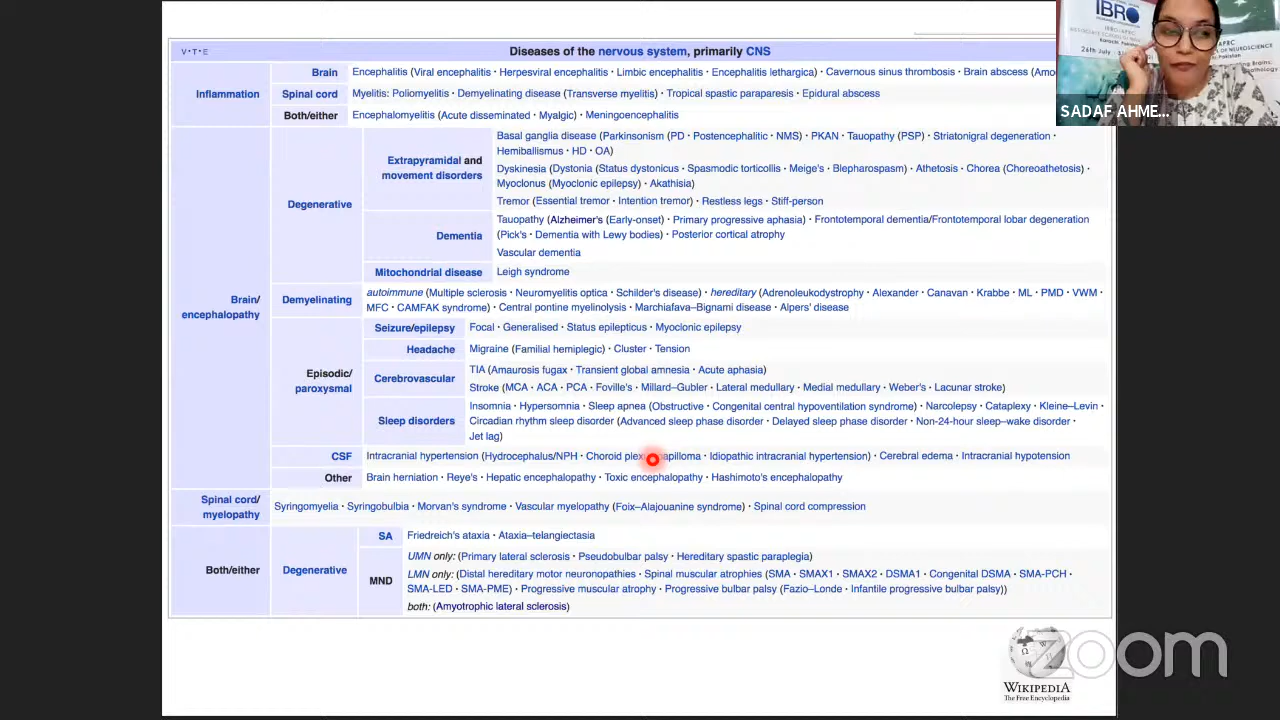 V·T·E
Diseases of the nervous system, primarily CNS
Inflammation
Brain
Encephalitis (Viral encephalitis · Herpesviral encephalitis · Limbic encephalitis · Encephalitis lethargica) · Cavernous sinus thrombosis · Brain abscess (Amo
Spinal cord
Myelitis: Poliomyelitis · Demyelinating disease (Transverse myelitis) · Tropical spastic paraparesis · Epidural abscess
Both/either
Encephalomyelitis (Acute disseminated · Myalgic) · Meningoencephalitis
Brain/
encephalopathy
Degenerative
Extrapyramidal and
movement disorders
Basal ganglia disease (Parkinsonism (PD · Postencephalitic · NMS) · PKAN · Tauopathy (PSP) · Striatonigral degeneration ·
Hemiballismus · HD · OA)
Dyskinesia (Dystonia (Status dystonicus · Spasmodic torticollis · Meige's · Blepharospasm) · Athetosis · Chorea (Choreoathetosis) ·
Myoclonus (Myoclonic epilepsy) · Akathisia)
Tremor (Essential tremor · Intention tremor) · Restless legs · Stiff-person
Dementia
Tauopathy (Alzheimer's (Early-onset) · Primary progressive aphasia) · Frontotemporal dementia/Frontotemporal lobar degeneration
(Pick's · Dementia with Lewy bodies) · Posterior cortical atrophy
Vascular dementia
Mitochondrial disease
Leigh syndrome
Demyelinating
autoimmune (Multiple sclerosis · Neuromyelitis optica · Schilder's disease) · hereditary (Adrenoleukodystrophy · Alexander · Canavan · Krabbe · ML · PMD · VWM ·
MFC · CAMFAK syndrome) · Central pontine myelinolysis · Marchiafava–Bignami disease · Alpers' disease
Episodic/
paroxysmal
Seizure/epilepsy
Focal · Generalised · Status epilepticus · Myoclonic epilepsy
Headache
Migraine (Familial hemiplegic) · Cluster · Tension
Cerebrovascular
TIA (Amaurosis fugax · Transient global amnesia · Acute aphasia)
Stroke (MCA · ACA · PCA · Foville's · Millard–Gubler · Lateral medullary · Medial medullary · Weber's · Lacunar stroke)
Sleep disorders
Insomnia · Hypersomnia · Sleep apnea (Obstructive · Congenital central hypoventilation syndrome) · Narcolepsy · Cataplexy · Kleine–Levin ·
Circadian rhythm sleep disorder (Advanced sleep phase disorder · Delayed sleep phase disorder · Non-24-hour sleep–wake disorder ·
Jet lag)
CSF
Intracranial hypertension (Hydrocephalus/NPH · Choroid plex apilloma · Idiopathic intracranial hypertension) · Cerebral edema · Intracranial hypotension
Other
Brain herniation · Reye's · Hepatic encephalopathy · Toxic encephalopathy · Hashimoto's encephalopathy
Spinal cord/
myelopathy
Syringomyelia · Syringobulbia · Morvan's syndrome · Vascular myelopathy (Foix–Alajouanine syndrome) · Spinal cord compression
Both/either
Degenerative
SA
Friedreich's ataxia · Ataxia–telangiectasia
MND
UMN only: (Primary lateral sclerosis · Pseudobulbar palsy · Hereditary spastic paraplegia)
LMN only: (Distal hereditary motor neuronopathies · Spinal muscular atrophies (SMA · SMAX1 · SMAX2 · DSMA1 · Congenital DSMA · SMA-PCH ·
SMA-LED · SMA-PME) · Progressive muscular atrophy · Progressive bulbar palsy (Fazio–Londe · Infantile progressive bulbar palsy))
both: (Amyotrophic lateral sclerosis)
IBRO
26th July
OF NEUROSCIENCE
SADAF AHME...
WIKIPEDIA
The Free Encyclopedia
zoom